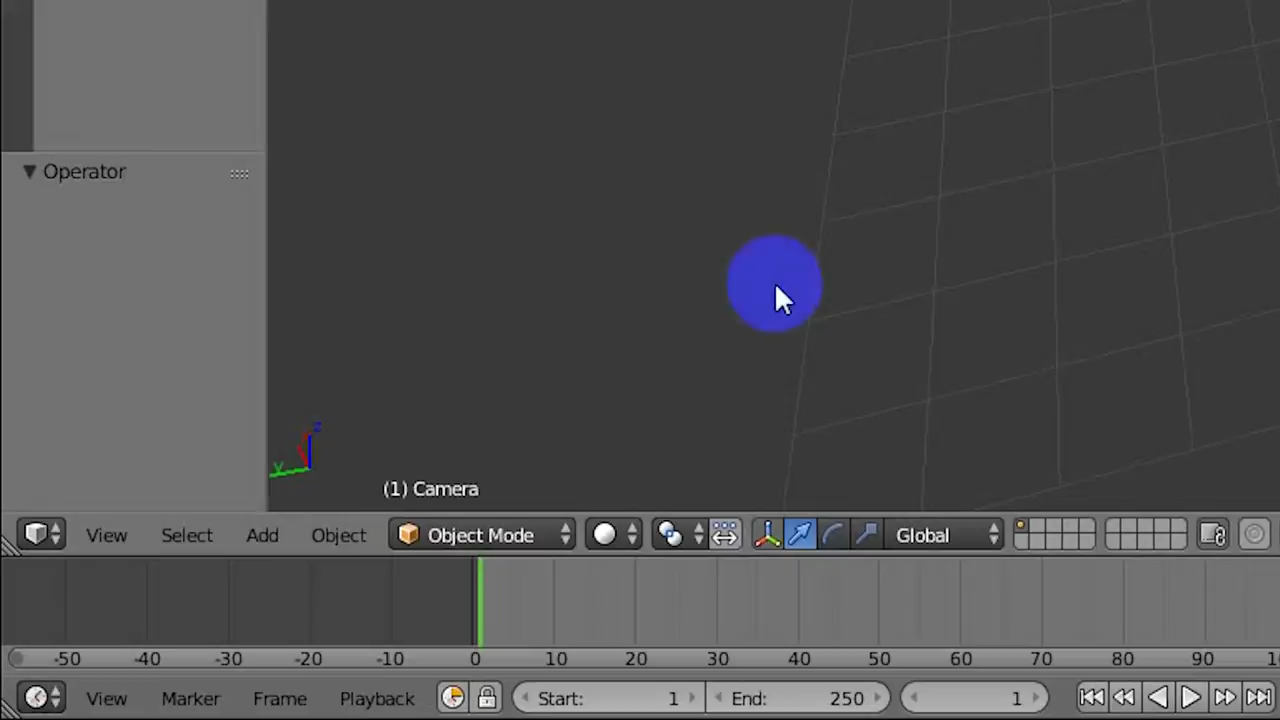 Operator
z
y
(1) Camera
View Select Add Object Object Mode Global
-50 -40 -30 -20 -10 0 10 20 30 40 50 60 70 80 90
View Marker Frame Playback Start: 1 End: 250 1